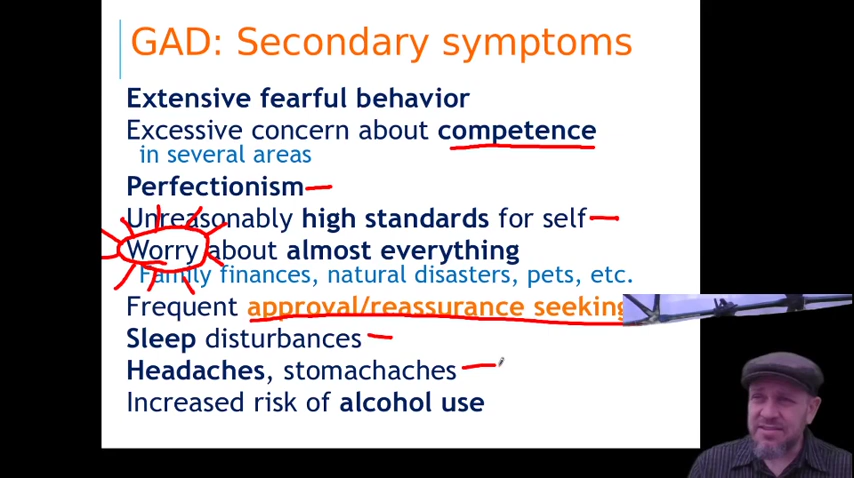 GAD: Secondary symptoms
Extensive fearful behavior
Excessive concern about competence
in several areas
Perfectionism
Unreasonably high standards for self
Worry about almost everything
Family finances, natural disasters, pets, etc.
Frequent approval/reassurance seeking
Sleep disturbances
Headaches, stomachaches
Increased risk of alcohol use